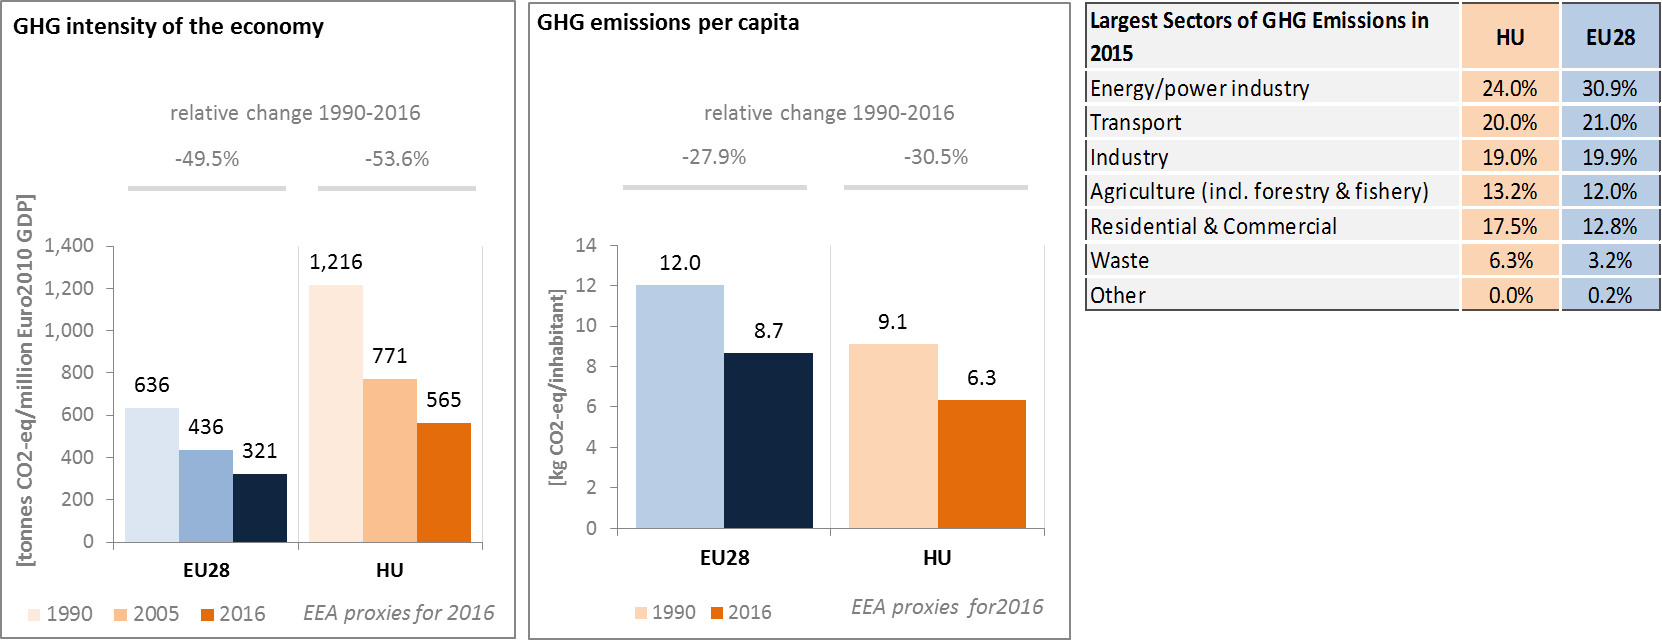 GHG intensity of the economy
relative change 1990-2016
-49.5% -53.6%
[tonnes CO2-eq/million Euro2010 GDP]
1,400
1,200
1,000
800
600
400
200
0
636
436
321
1,216
771
565
EU28 HU
1990 2005 2016 EEA proxies for 2016
GHG emissions per capita
relative change 1990-2016
-27.9% -30.5%
[kg CO2-eq/inhabitant]
14
12
10
8
6
4
2
0
12.0
8.7
9.1
6.3
EU28 HU
1990 2016 EEA proxies for2016
Largest Sectors of GHG Emissions in
2015 HU EU28
Energy/power industry 24.0% 30.9%
Transport 20.0% 21.0%
Industry 19.0% 19.9%
Agriculture (incl. forestry & fishery) 13.2% 12.0%
Residential & Commercial 17.5% 12.8%
Waste 6.3% 3.2%
Other 0.0% 0.2%